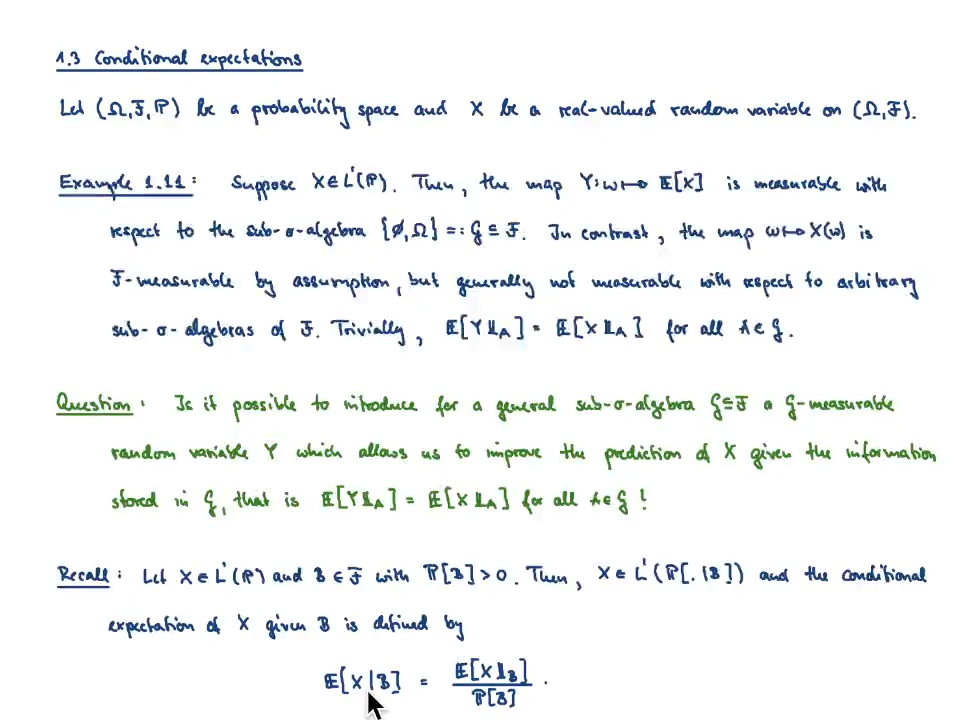 1.3 Conditional expectations
Let (Ω,F,ℙ) be a probability space and X be a real-valued random variable on (Ω,F).
Example 1.11: Suppose X∈L¹(ℙ). Then, the map Y:ω↦𝔼[X] is measurable with
respect to the sub-σ-algebra {∅,Ω} =: G ⊆ F. In contrast, the map ω↦X(ω) is
F-measurable by assumption, but generally not measurable with respect to arbitrary
sub-σ-algebras of F. Trivially, 𝔼[Y𝟙_A] = 𝔼[X𝟙_A] for all A∈G.
Question: Is it possible to introduce for a general sub-σ-algebra G⊆F a G-measurable
random variable Y which allows us to improve the prediction of X given the information
stored in G, that is 𝔼[Y𝟙_A] = 𝔼[X𝟙_A] for all A∈G?
Recall: Let X∈L¹(ℙ) and B∈F with ℙ[B]>0. Then, X∈L¹(ℙ[.|B]) and the conditional
expectation of X given B is defined by
𝔼[X|B] = 𝔼[X𝟙_B] / ℙ[B] .